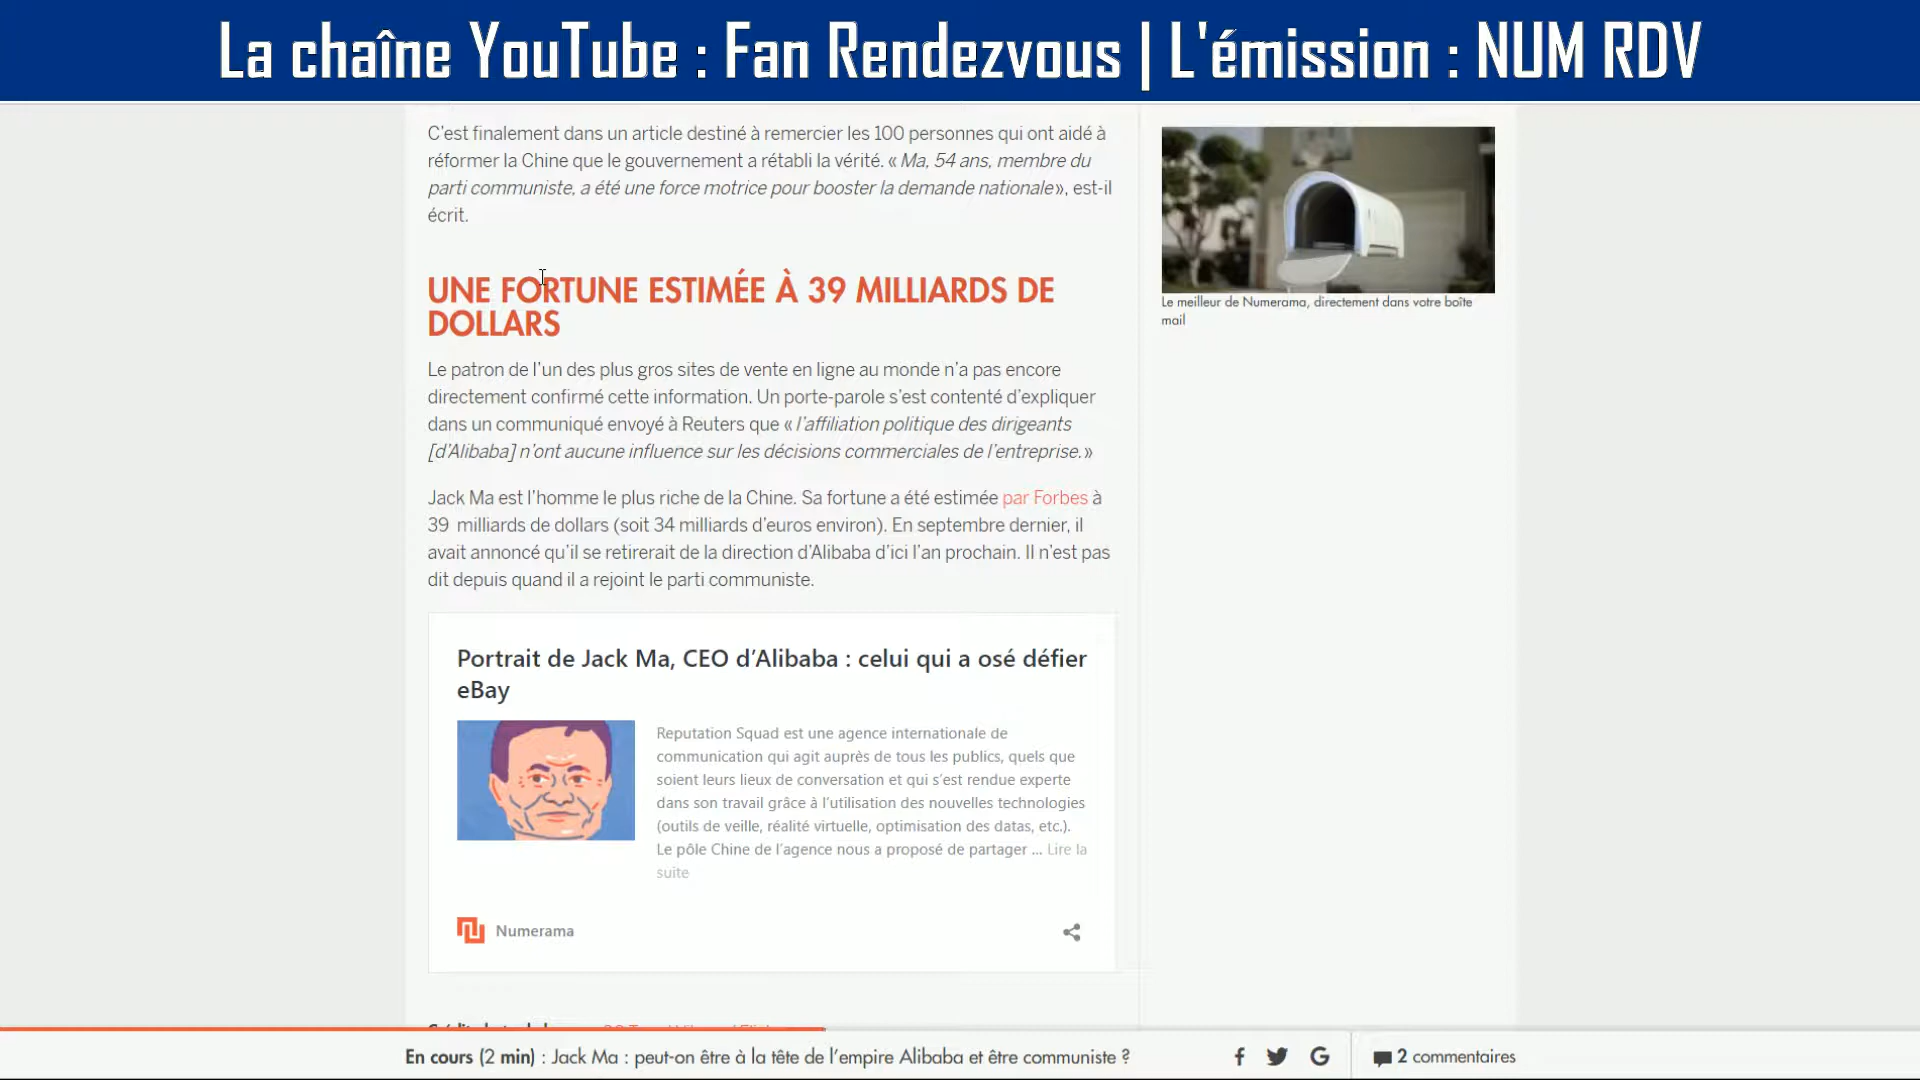 La chaîne YouTube : Fan Rendezvous | L'émission : NUM RDV
C'est finalement dans un article destiné à remercier les 100 personnes qui ont aidé à
réformer la Chine que le gouvernement a rétabli la vérité. « Ma, 54 ans, membre du
parti communiste, a été une force motrice pour booster la demande nationale », est-il
écrit.
UNE FORTUNE ESTIMÉE À 39 MILLIARDS DE
DOLLARS
Le patron de l'un des plus gros sites de vente en ligne au monde n'a pas encore
directement confirmé cette information. Un porte-parole s'est contenté d'expliquer
dans un communiqué envoyé à Reuters que « l'affiliation politique des dirigeants
[d'Alibaba] n'ont aucune influence sur les décisions commerciales de l'entreprise. »
Jack Ma est l'homme le plus riche de la Chine. Sa fortune a été estimée par Forbes à
39 milliards de dollars (soit 34 milliards d'euros environ). En septembre dernier, il
avait annoncé qu'il se retirerait de la direction d'Alibaba d'ici l'an prochain. Il n'est pas
dit depuis quand il a rejoint le parti communiste.
Portrait de Jack Ma, CEO d'Alibaba : celui qui a osé défier
eBay
Reputation Squad est une agence internationale de
communication qui agit auprès de tous les publics, quels que
soient leurs lieux de conversation et qui s'est rendue experte
dans son travail grâce à l'utilisation des nouvelles technologies
(outils de veille, réalité virtuelle, optimisation des datas, etc.).
Le pôle Chine de l'agence nous a proposé de partager ... Lire la
suite
Numerama
Le meilleur de Numerama, directement dans votre boîte
mail
En cours (2 min) : Jack Ma : peut-on être à la tête de l'empire Alibaba et être communiste ?
2 commentaires